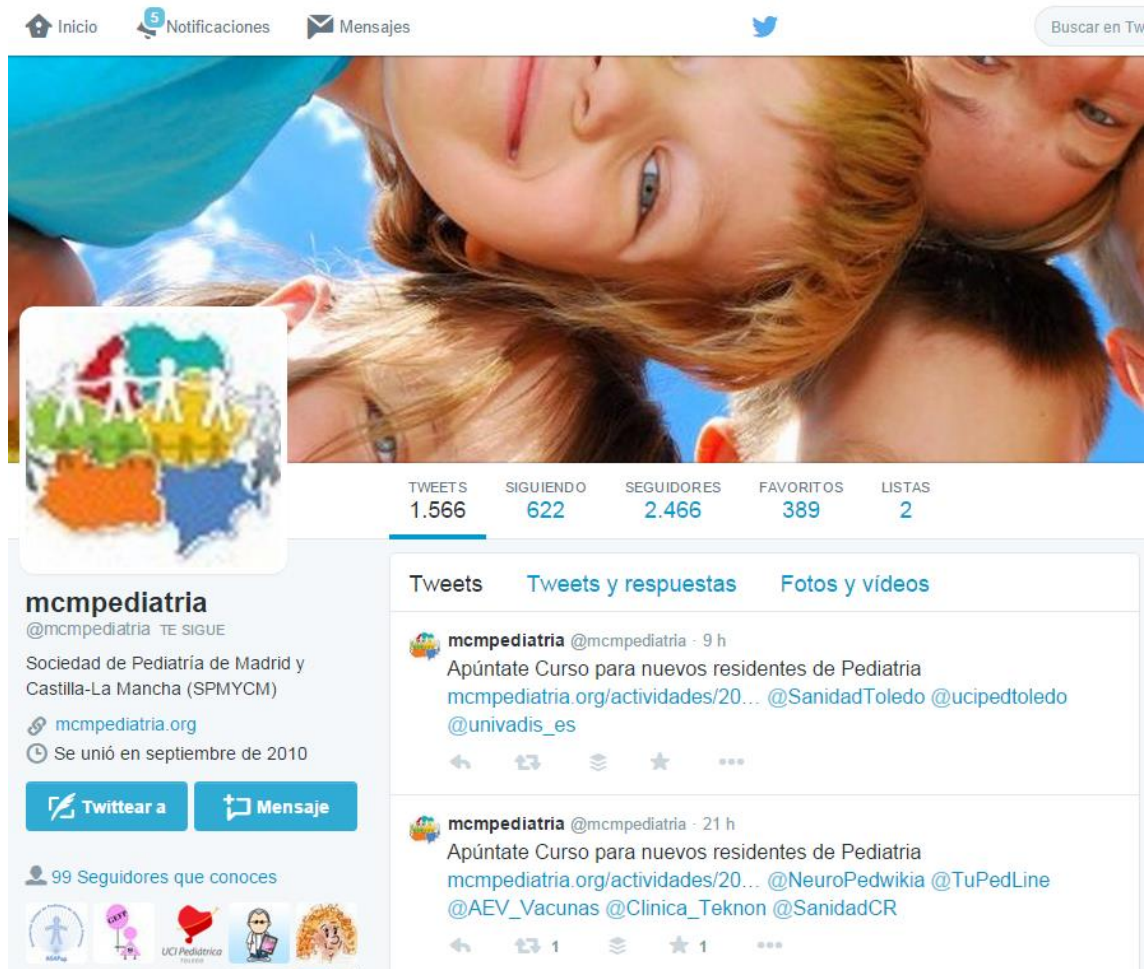 Inicio
5
Notificaciones
Mensajes
Buscar en Tw
TWEETS
1.566
SIGUIENDO
622
SEGUIDORES
2.466
FAVORITOS
389
LISTAS
2
mcmpediatria
@mcmpediatria TE SIGUE
Sociedad de Pediatría de Madrid y
Castilla-La Mancha (SPMYCM)
mcmpediatria.org
Se unió en septiembre de 2010
Twittear a
Mensaje
99 Seguidores que conoces
GEFP
UCI Pediátrica
TOLEDO
Tweets
Tweets y respuestas
Fotos y vídeos
mcmpediatria @mcmpediatria · 9 h
Apúntate Curso para nuevos residentes de Pediatria
mcmpediatria.org/actividades/20… @SanidadToledo @ucipedtoledo
@univadis_es
mcmpediatria @mcmpediatria · 21 h
Apúntate Curso para nuevos residentes de Pediatria
mcmpediatria.org/actividades/20… @NeuroPedwikia @TuPedLine
@AEV_Vacunas @Clinica_Teknon @SanidadCR
1
1